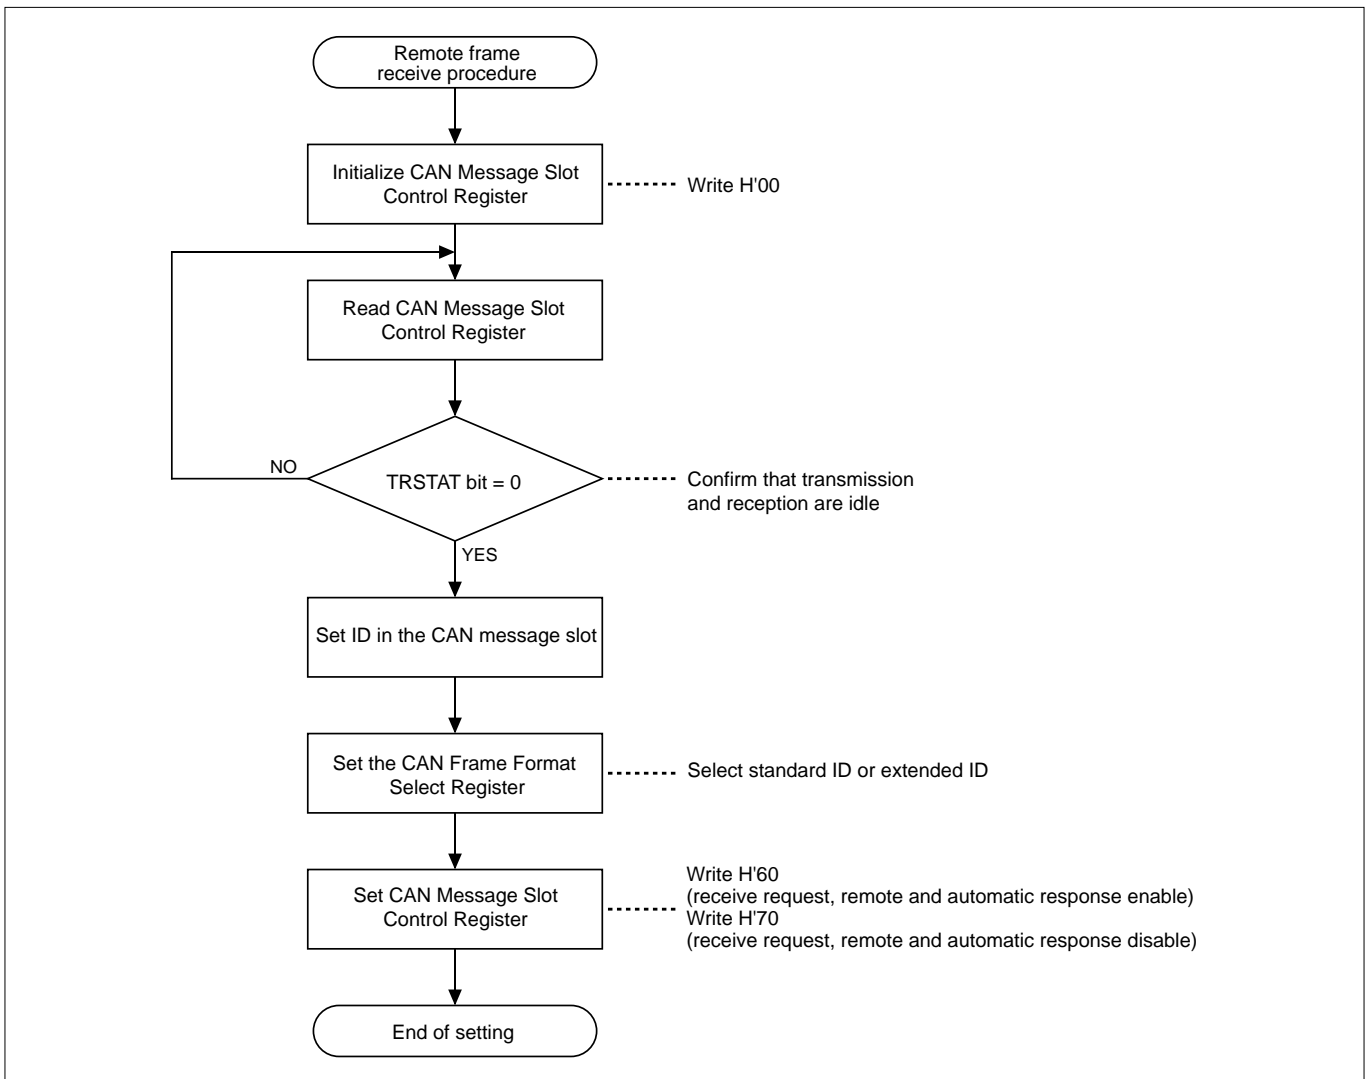 Remote frame
receive procedure
Initialize CAN Message Slot
Control Register
Write H'00
Read CAN Message Slot
Control Register
NO
TRSTAT bit = 0
Confirm that transmission
and reception are idle
YES
Set ID in the CAN message slot
Set the CAN Frame Format
Select Register
Select standard ID or extended ID
Set CAN Message Slot
Control Register
Write H'60
(receive request, remote and automatic response enable)
Write H'70
(receive request, remote and automatic response disable)
End of setting